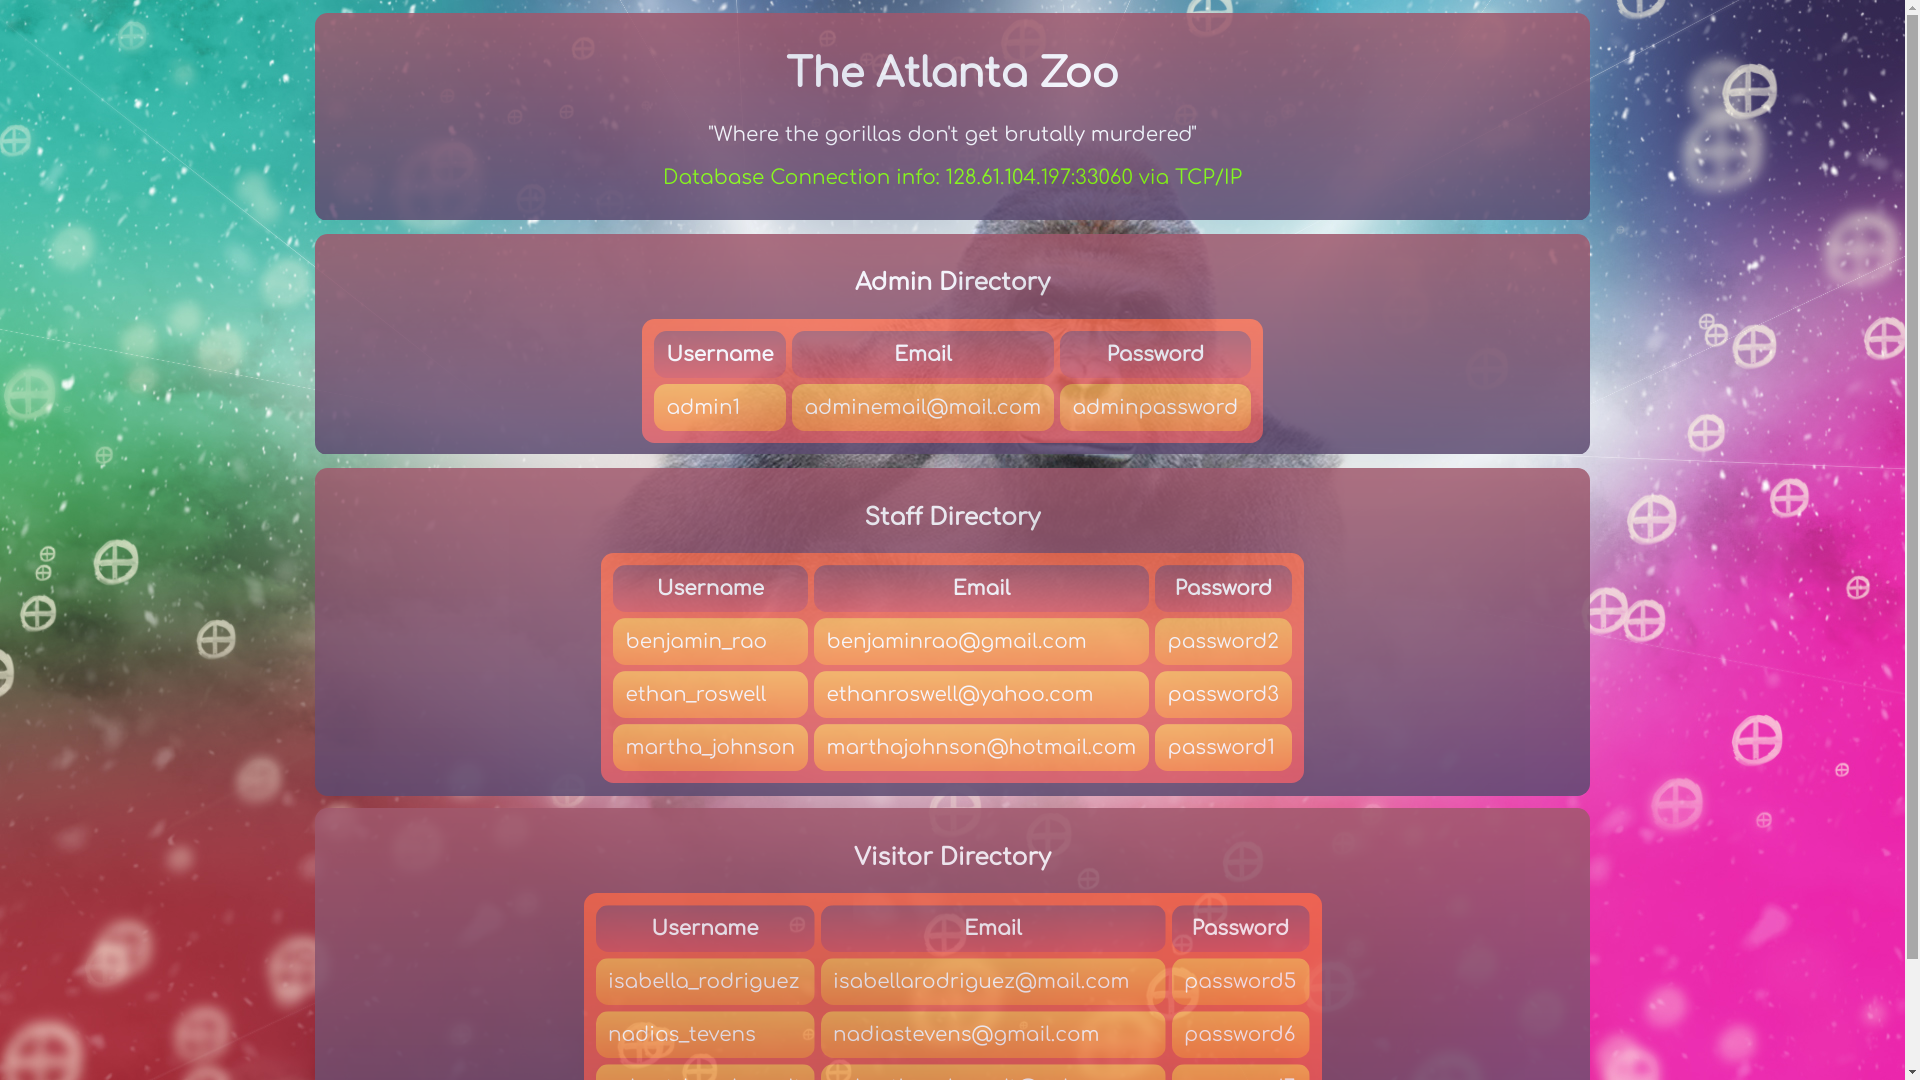 The Atlanta Zoo
"Where the gorillas don't get brutally murdered"
Database Connection info: 128.61.104.197:33060 via TCP/IP
Admin Directory
Username Email Password
admin1 adminemail@mail.com adminpassword
Staff Directory
Username Email Password
benjamin_rao benjaminrao@gmail.com password2
ethan_roswell ethanroswell@yahoo.com password3
martha_johnson marthajohnson@hotmail.com password1
Visitor Directory
Username Email Password
isabella_rodriguez isabellarodriguez@mail.com password5
nadias_tevens nadiastevens@gmail.com password6